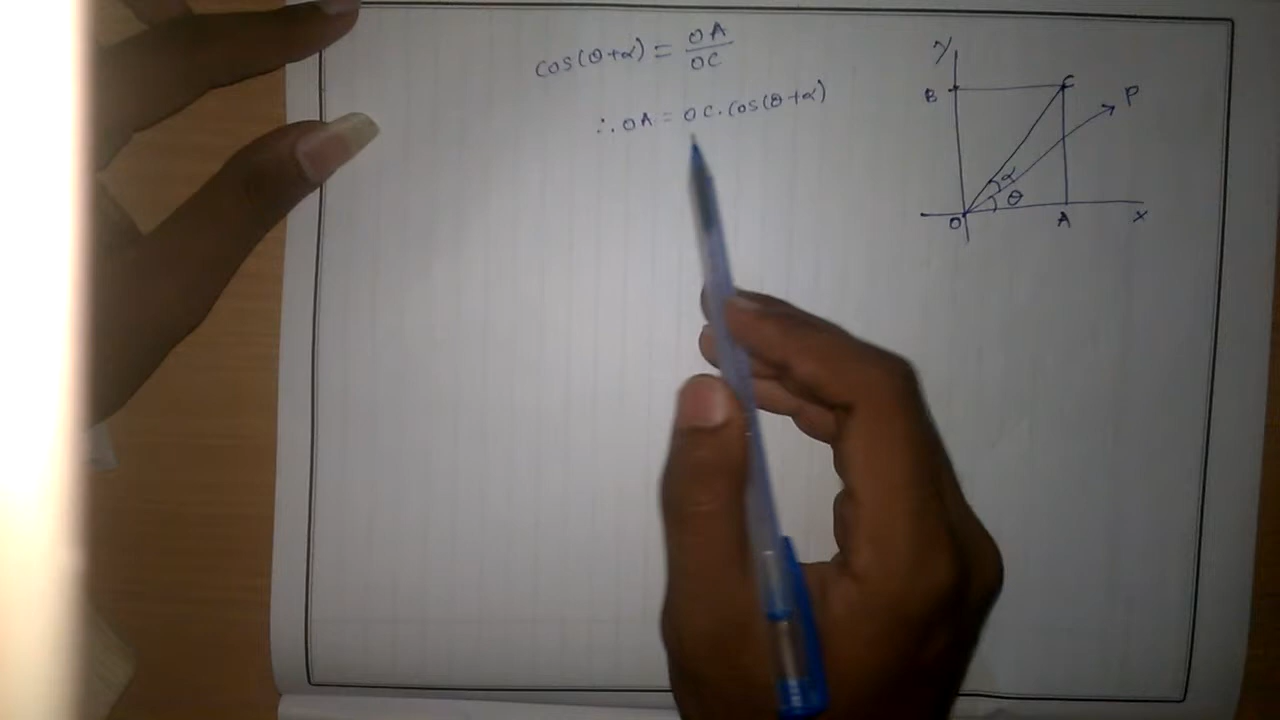 cos(θ+α) = OA/OC
∴ OA = OC. cos(θ+α)
y
B
C
P
α
θ
O
A
x